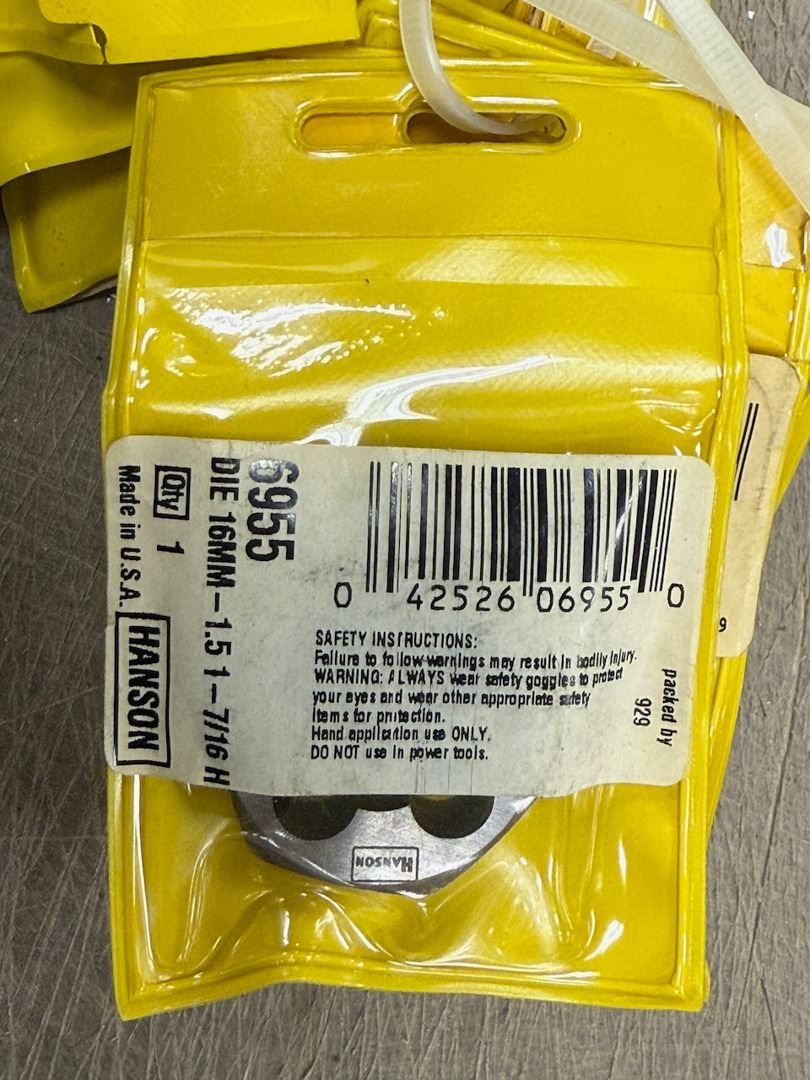 6955
DIE 16MM-1.5 1-7/16 H
Qty 1
Made in U.S.A. HANSON
0 42526 06955 0
SAFETY INSTRUCTIONS:
Failure to follow warnings may result in bodily injury.
WARNING: ALWAYS wear safety goggles to protect
your eyes and wear other appropriate safety
items for protection.
Hand application use ONLY.
DO NOT use in power tools.
packed by
929
HANSON
9